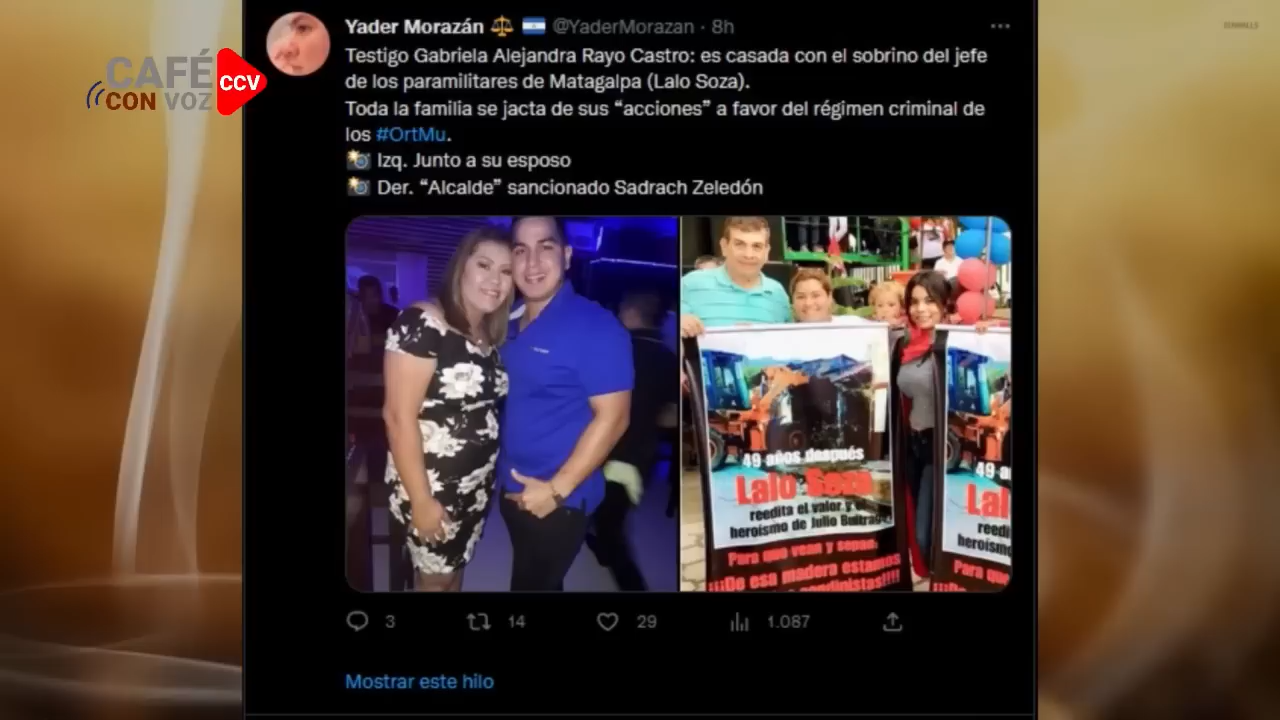 CAFÉ
CON VOZ
CCV
Yader Morazán @YaderMorazan · 8h
Testigo Gabriela Alejandra Rayo Castro: es casada con el sobrino del jefe
de los paramilitares de Matagalpa (Lalo Soza).
Toda la familia se jacta de sus “acciones” a favor del régimen criminal de
los #OrtMu.
Izq. Junto a su esposo
Der. “Alcalde” sancionado Sadrach Zeledón
49 años después
Lalo Soza
reedita el valor y el
heroísmo de Julio Buitrago
Para que vean y sepan:
¡¡¡De esa madera estamos
49 a
Lal
reedi
heroísmo
Para que
3
14
29
1.087
Mostrar este hilo